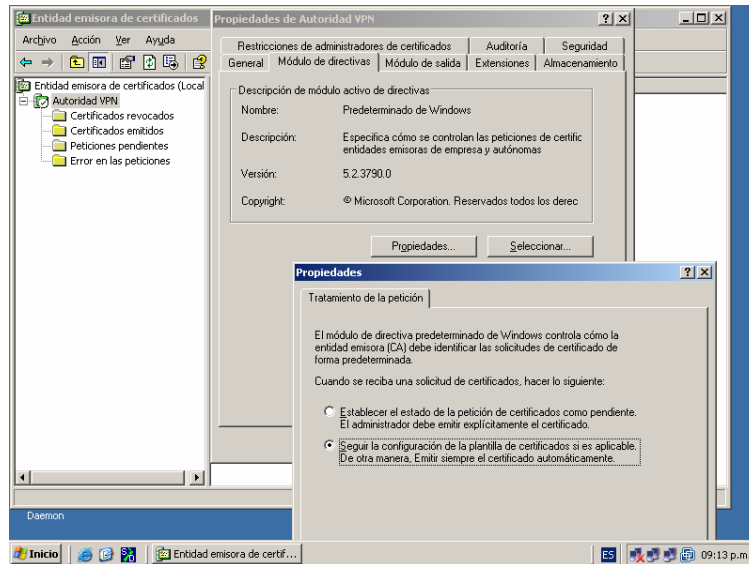 Entidad emisora de certificados
Archivo Acción Ver Ayuda
Entidad emisora de certificados (Local
Autoridad VPN
Certificados revocados
Certificados emitidos
Peticiones pendientes
Error en las peticiones
Propiedades de Autoridad VPN
Restricciones de administradores de certificados Auditoría Seguridad
General Módulo de directivas Módulo de salida Extensiones Almacenamiento
Descripción de módulo activo de directivas
Nombre: Predeterminado de Windows
Descripción: Especifica cómo se controlan las peticiones de certific
entidades emisoras de empresa y autónomas
Versión: 5.2.3790.0
Copyright: © Microsoft Corporation. Reservados todos los derec
Propiedades... Seleccionar...
Propiedades
Tratamiento de la petición
El módulo de directiva predeterminado de Windows controla cómo la
entidad emisora (CA) debe identificar las solicitudes de certificado de
forma predeterminada.
Cuando se reciba una solicitud de certificados, hacer lo siguiente:
Establecer el estado de la petición de certificados como pendiente.
El administrador debe emitir explícitamente el certificado.
Seguir la configuración de la plantilla de certificados si es aplicable.
De otra manera, Emitir siempre el certificado automáticamente.
Daemon
Inicio Entidad emisora de certif... ES 09:13 p.m.